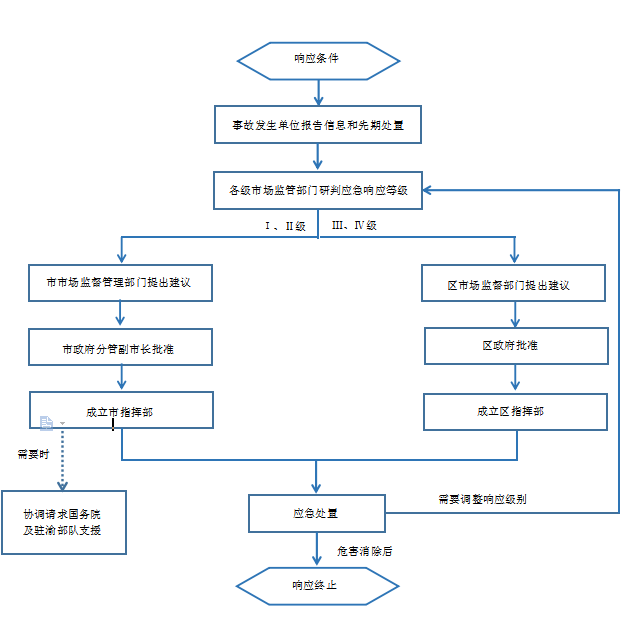 响应条件
事故发生单位报告信息和先期处置
各级市场监管部门研判应急响应等级
Ⅰ、Ⅱ级
Ⅲ、Ⅳ级
市市场监督管理部门提出建议
区市场监督部门提出建议
市政府分管副市长批准
区政府批准
成立市指挥部
成立区指挥部
需要时
协调请求国务院
及驻渝部队支援
应急处置
需要调整响应级别
危害消除后
响应终止